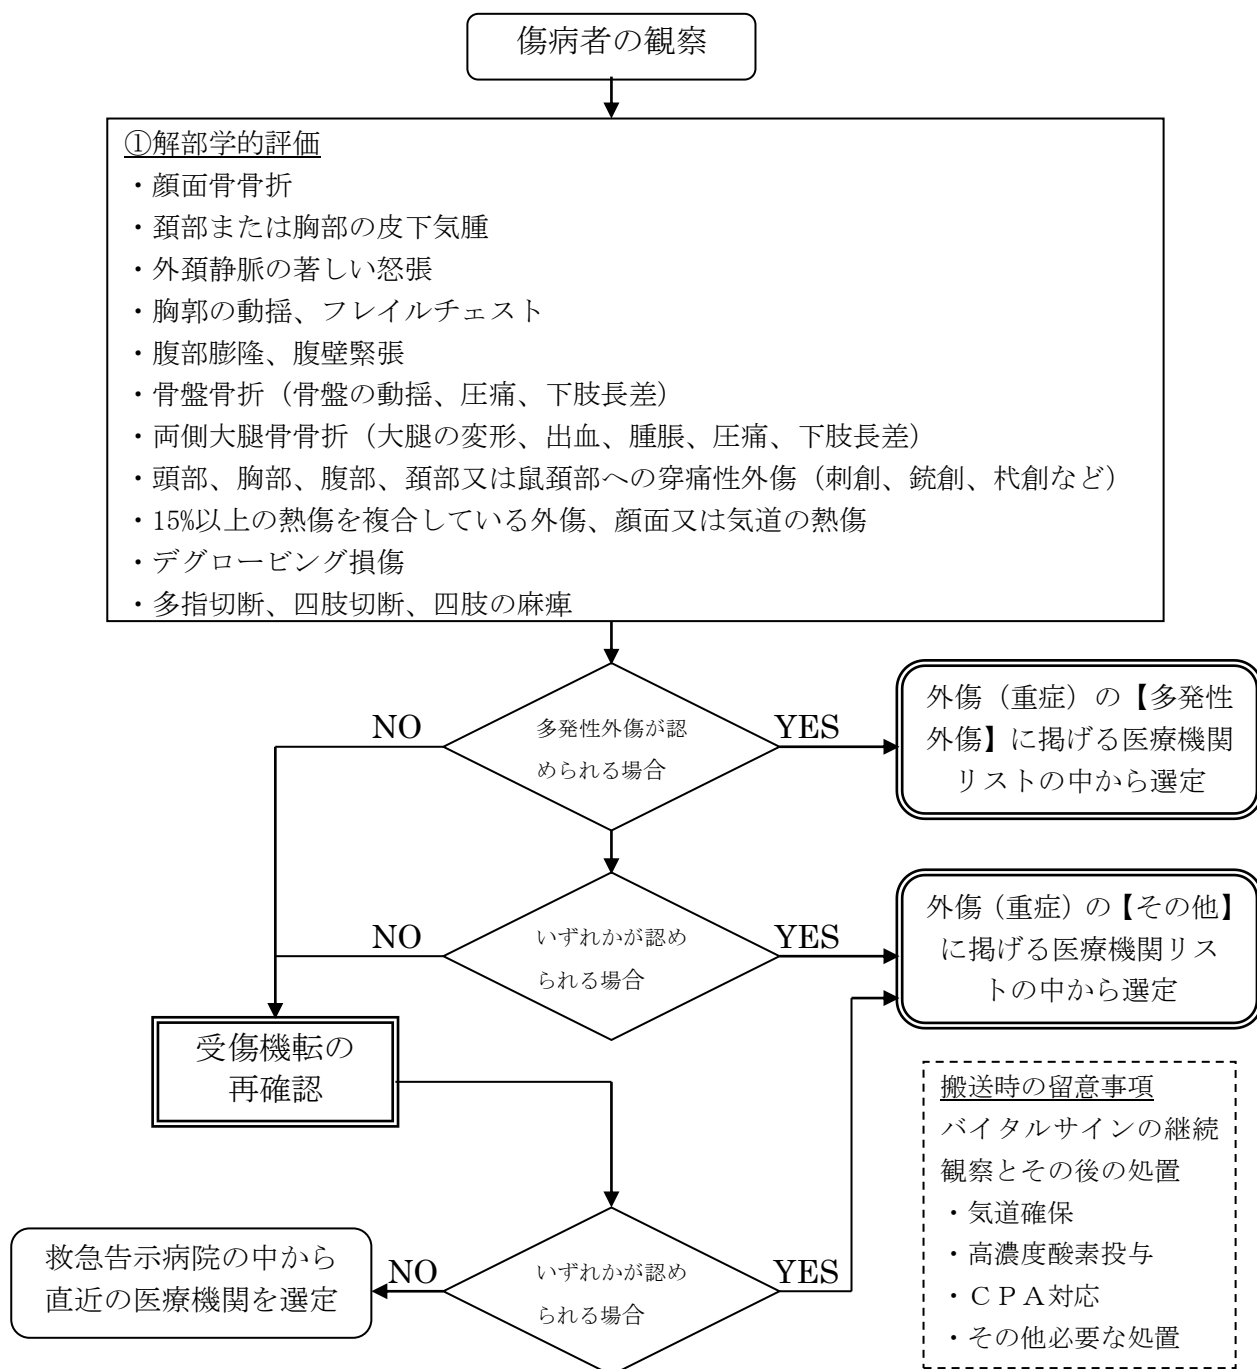 傷病者の観察
①解部学的評価
・顔面骨骨折
・頚部または胸部の皮下気腫
・外頚静脈の著しい怒張
・胸郭の動揺、フレイルチェスト
・腹部膨隆、腹壁緊張
・骨盤骨折（骨盤の動揺、圧痛、下肢長差）
・両側大腿骨骨折（大腿の変形、出血、腫脹、圧痛、下肢長差）
・頭部、胸部、腹部、頚部又は鼠頚部への穿痛性外傷（刺創、銃創、杙創など）
・15%以上の熱傷を複合している外傷、顔面又は気道の熱傷
・デグロービング損傷
・多指切断、四肢切断、四肢の麻痺
NO
多発性外傷が認
められる場合
YES
外傷（重症）の【多発性
外傷】に掲げる医療機関
リストの中から選定
NO
いずれかが認め
られる場合
YES
外傷（重症）の【その他】
に掲げる医療機関リス
トの中から選定
受傷機転の
再確認
搬送時の留意事項
バイタルサインの継続
観察とその後の処置
・気道確保
・高濃度酸素投与
・ＣＰＡ対応
・その他必要な処置
救急告示病院の中から
直近の医療機関を選定
NO
いずれかが認め
られる場合
YES